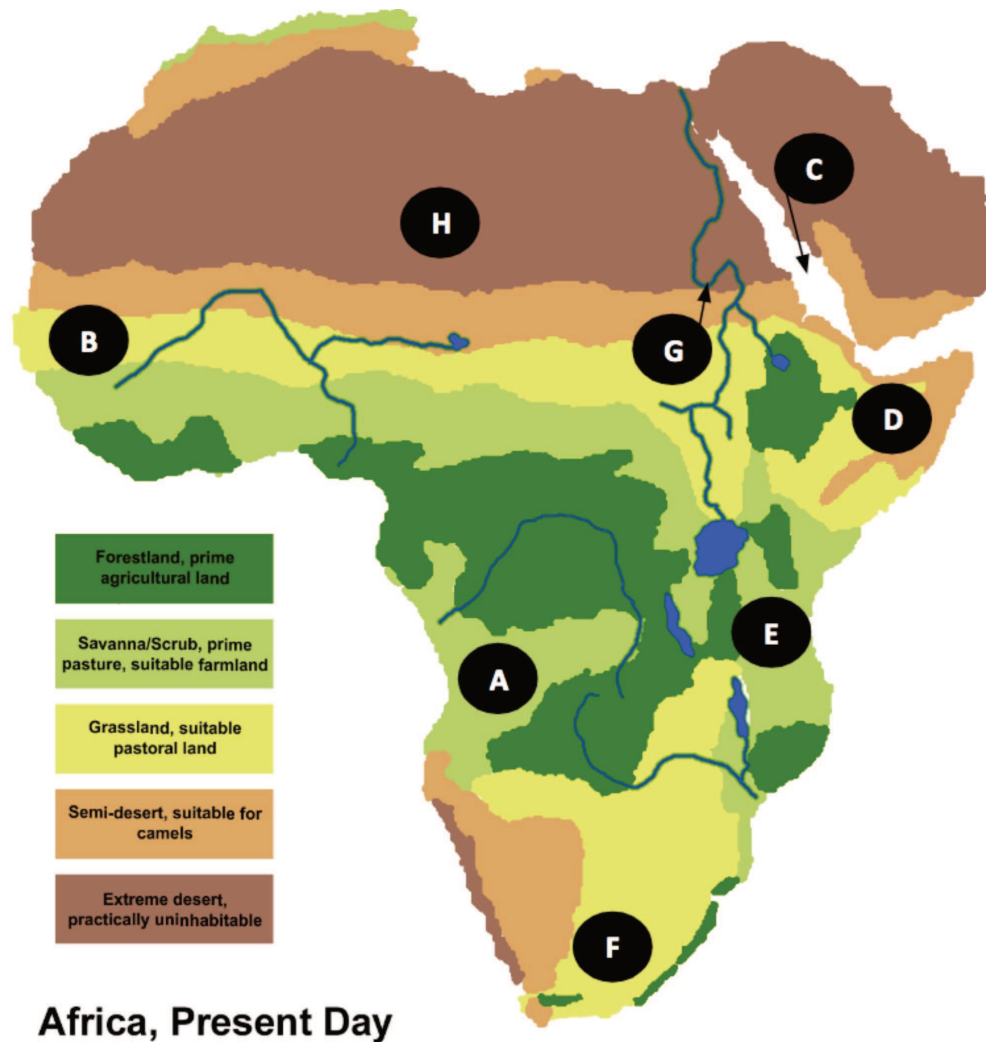 C
H
B
G
D
Forestland, prime
agricultural land
Savanna/Scrub, prime
pasture, suitable farmland
E
A
Grassland, suitable
pastoral land
Semi-desert, suitable for
camels
Extreme desert,
practically uninhabitable
F
Africa, Present Day